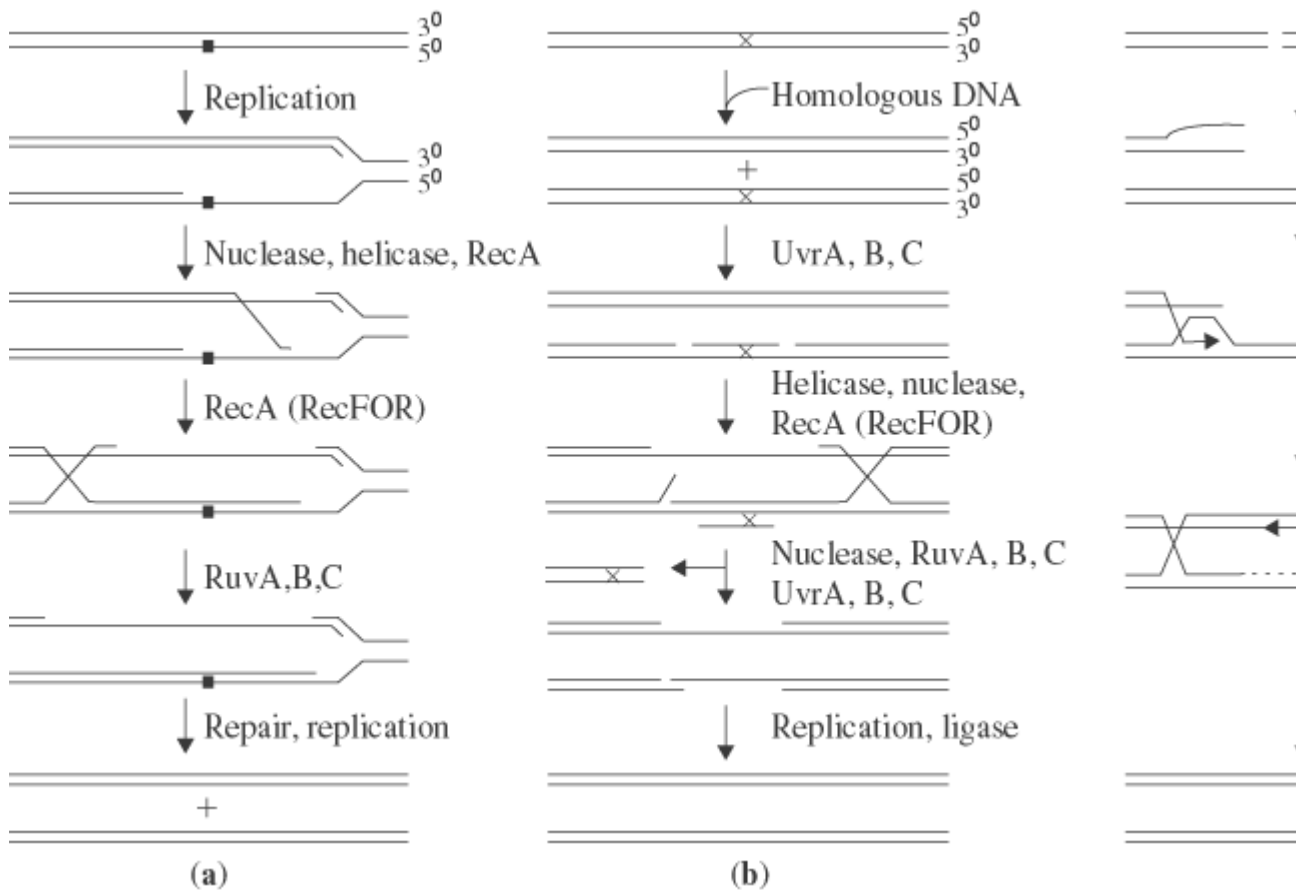 3⁰
5⁰
Replication
3⁰
5⁰
Nuclease, helicase, RecA
RecA (RecFOR)
RuvA,B,C
Repair, replication
+
(a)
5⁰
3⁰
Homologous DNA
5⁰
3⁰
+
5⁰
3⁰
UvrA, B, C
Helicase, nuclease,
RecA (RecFOR)
Nuclease, RuvA, B, C
UvrA, B, C
Replication, ligase
(b)